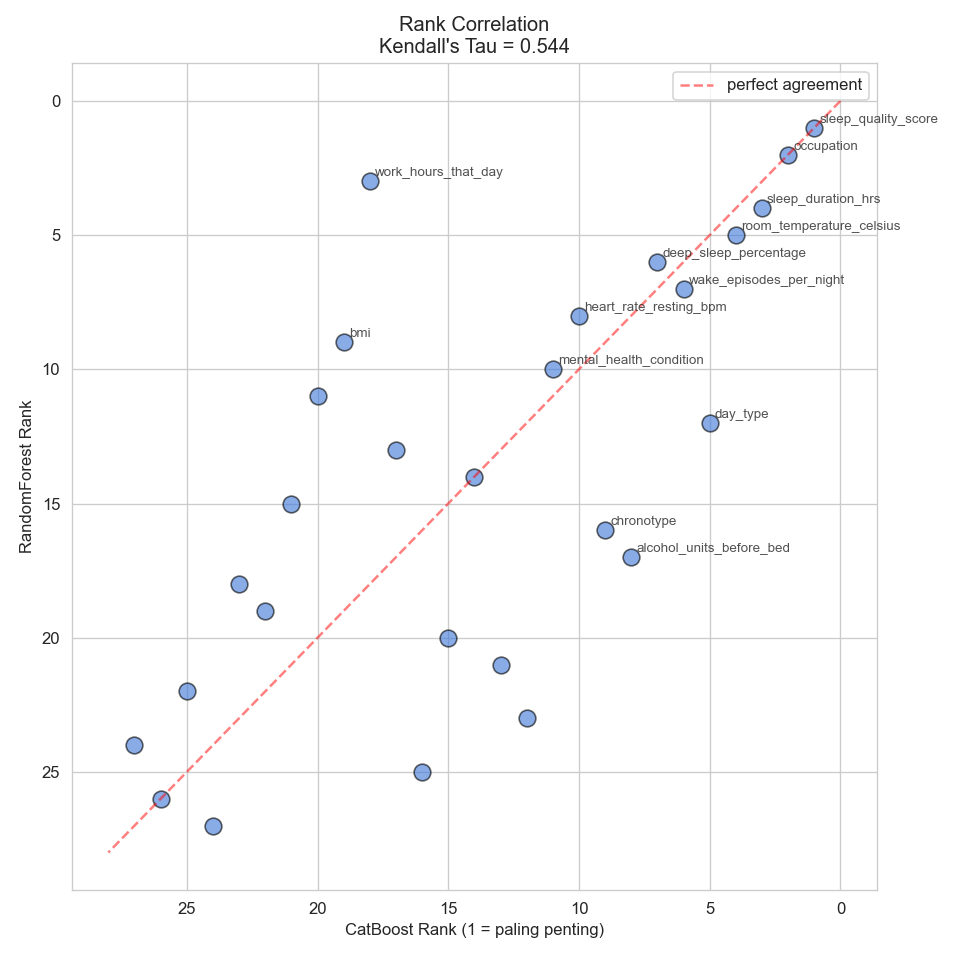 Rank Correlation
Kendall's Tau = 0.544
perfect agreement
sleep_quality_score
occupation
work_hours_that_day
sleep_duration_hrs
room_temperature_celsius
deep_sleep_percentage
wake_episodes_per_night
heart_rate_resting_bpm
bmi
mental_health_condition
day_type
chronotype
alcohol_units_before_bed
RandomForest Rank
0
5
10
15
20
25
25 20 15 10 5 0
CatBoost Rank (1 = paling penting)